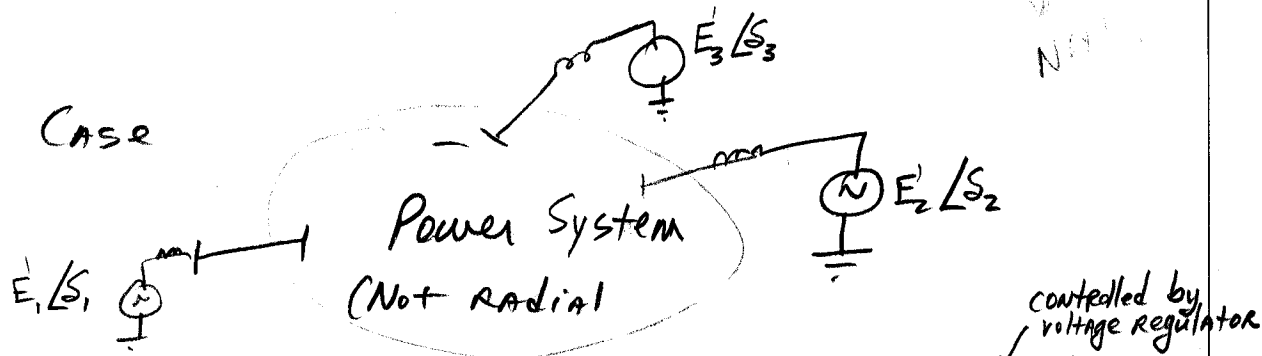 E'₃ ∠δ₃
Case
Power System
E'₂ ∠δ₂
E'₁ ∠δ₁
(Not Radial
controlled by
voltage regulator